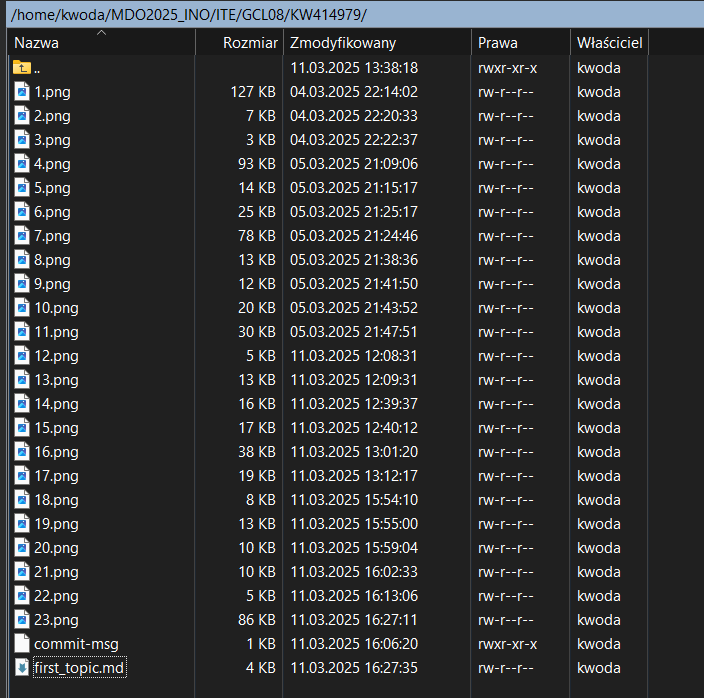 /home/kwoda/MDO2025_INO/ITE/GCL08/KW414979/
Nazwa Rozmiar Zmodyfikowany Prawa Właściciel
.. 11.03.2025 13:38:18 rwxr-xr-x kwoda
1.png 127 KB 04.03.2025 22:14:02 rw-r--r-- kwoda
2.png 7 KB 04.03.2025 22:20:33 rw-r--r-- kwoda
3.png 3 KB 04.03.2025 22:22:37 rw-r--r-- kwoda
4.png 93 KB 05.03.2025 21:09:06 rw-r--r-- kwoda
5.png 14 KB 05.03.2025 21:15:17 rw-r--r-- kwoda
6.png 25 KB 05.03.2025 21:25:17 rw-r--r-- kwoda
7.png 78 KB 05.03.2025 21:24:46 rw-r--r-- kwoda
8.png 13 KB 05.03.2025 21:38:36 rw-r--r-- kwoda
9.png 12 KB 05.03.2025 21:41:50 rw-r--r-- kwoda
10.png 20 KB 05.03.2025 21:43:52 rw-r--r-- kwoda
11.png 30 KB 05.03.2025 21:47:51 rw-r--r-- kwoda
12.png 5 KB 11.03.2025 12:08:31 rw-r--r-- kwoda
13.png 13 KB 11.03.2025 12:09:31 rw-r--r-- kwoda
14.png 16 KB 11.03.2025 12:39:37 rw-r--r-- kwoda
15.png 17 KB 11.03.2025 12:40:12 rw-r--r-- kwoda
16.png 38 KB 11.03.2025 13:01:20 rw-r--r-- kwoda
17.png 19 KB 11.03.2025 13:12:17 rw-r--r-- kwoda
18.png 8 KB 11.03.2025 15:54:10 rw-r--r-- kwoda
19.png 13 KB 11.03.2025 15:55:00 rw-r--r-- kwoda
20.png 10 KB 11.03.2025 15:59:04 rw-r--r-- kwoda
21.png 10 KB 11.03.2025 16:02:33 rw-r--r-- kwoda
22.png 5 KB 11.03.2025 16:13:06 rw-r--r-- kwoda
23.png 86 KB 11.03.2025 16:27:11 rw-r--r-- kwoda
commit-msg 1 KB 11.03.2025 16:06:20 rwxr-xr-x kwoda
first_topic.md 4 KB 11.03.2025 16:27:35 rw-r--r-- kwoda